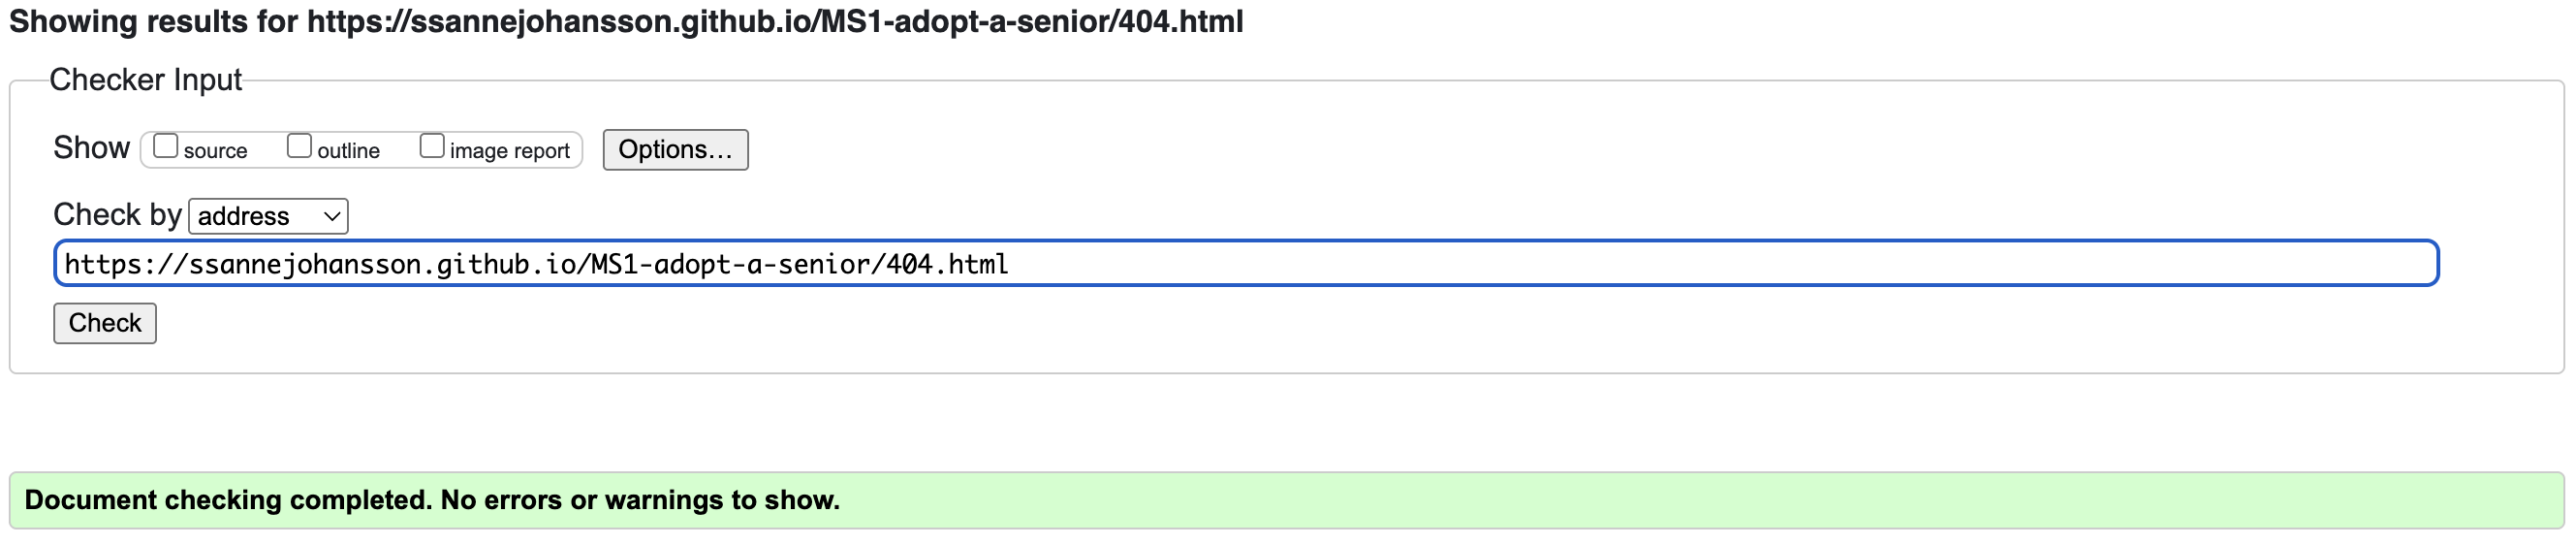 Showing results for https://ssannejohansson.github.io/MS1-adopt-a-senior/404.html
Checker Input
Show source outline image report Options...
Check by address
https://ssannejohansson.github.io/MS1-adopt-a-senior/404.html
Check
Document checking completed. No errors or warnings to show.